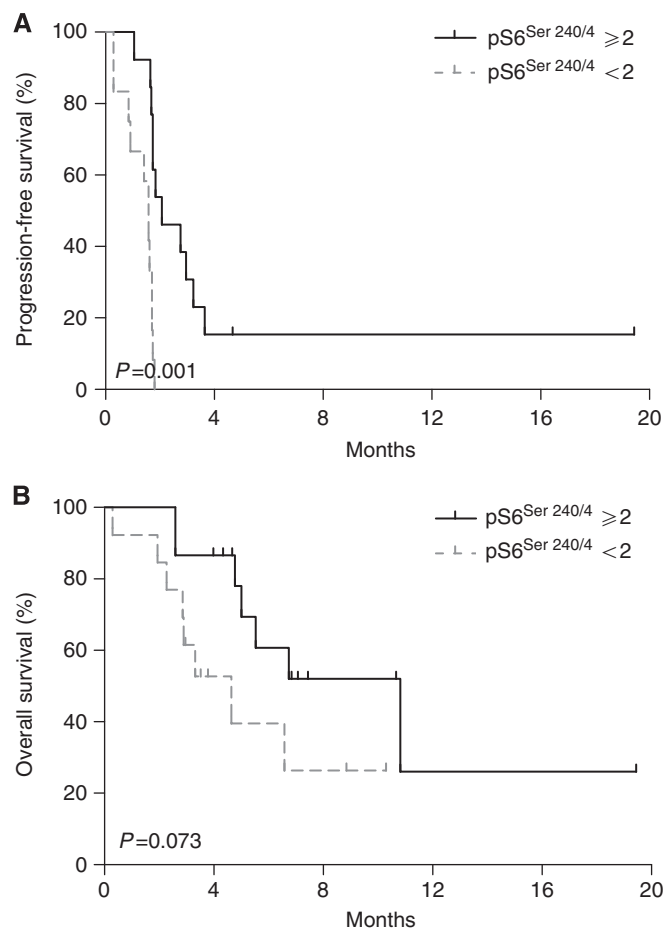 A
Progression-free survival (%)
100
80
60
40
20
0
pS6Ser 240/4 ⩾2
pS6Ser 240/4 <2
P=0.001
0 4 8 12 16 20
Months
B
Overall survival (%)
100
80
60
40
20
0
pS6Ser 240/4 ⩾2
pS6Ser 240/4 <2
P=0.073
0 4 8 12 16 20
Months